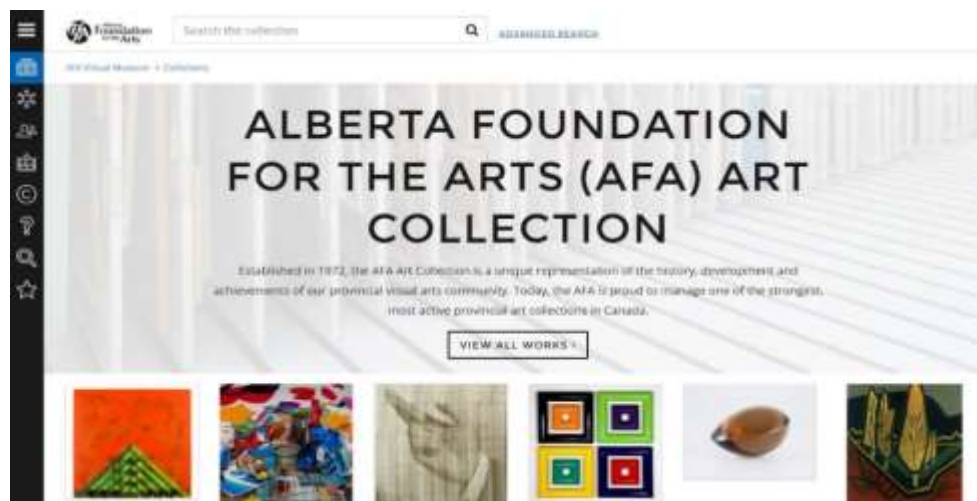 Alberta
Foundation
for the Arts
Search the collection
ADVANCED SEARCH
AFA Virtual Museum > Collections
ALBERTA FOUNDATION
FOR THE ARTS (AFA) ART
COLLECTION
Established in 1972, the AFA Art Collection is a unique representation of the history, development and
achievements of our provincial visual arts community. Today, the AFA is proud to manage one of the strongest,
most active provincial art collections in Canada.
VIEW ALL WORKS >